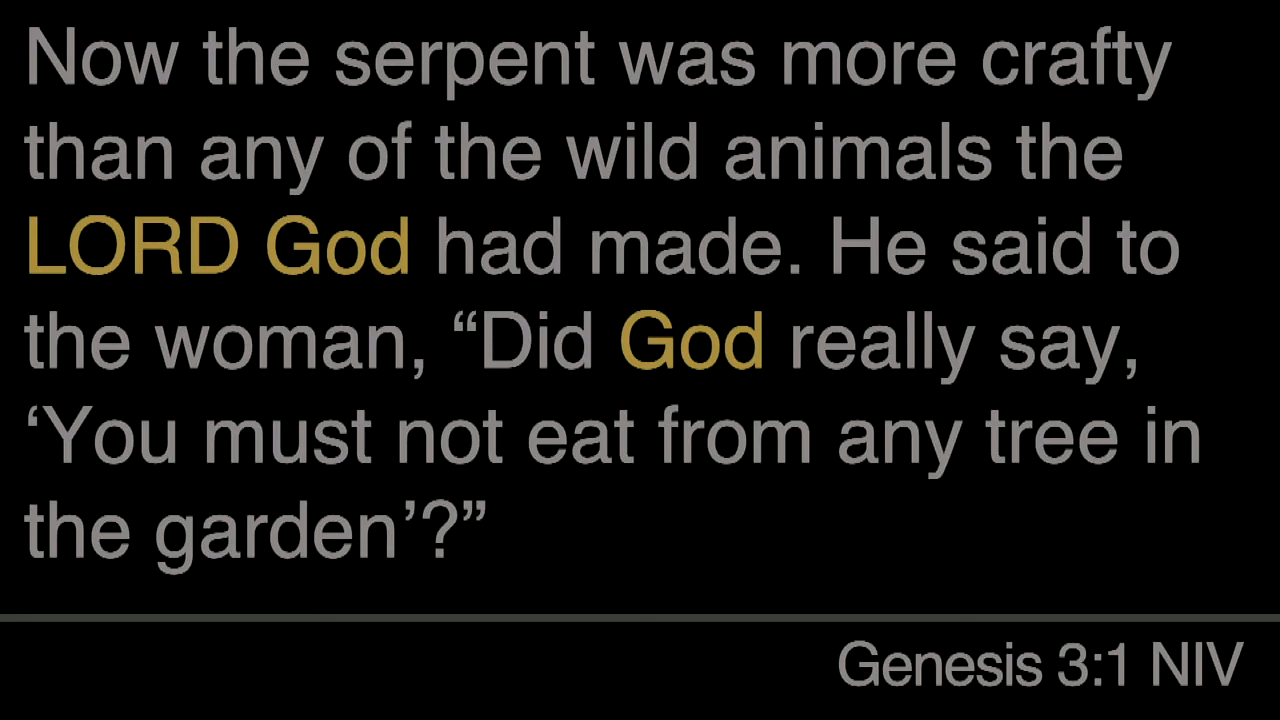 Now the serpent was more crafty
than any of the wild animals the
LORD God had made. He said to
the woman, “Did God really say,
‘You must not eat from any tree in
the garden’?”
Genesis 3:1 NIV